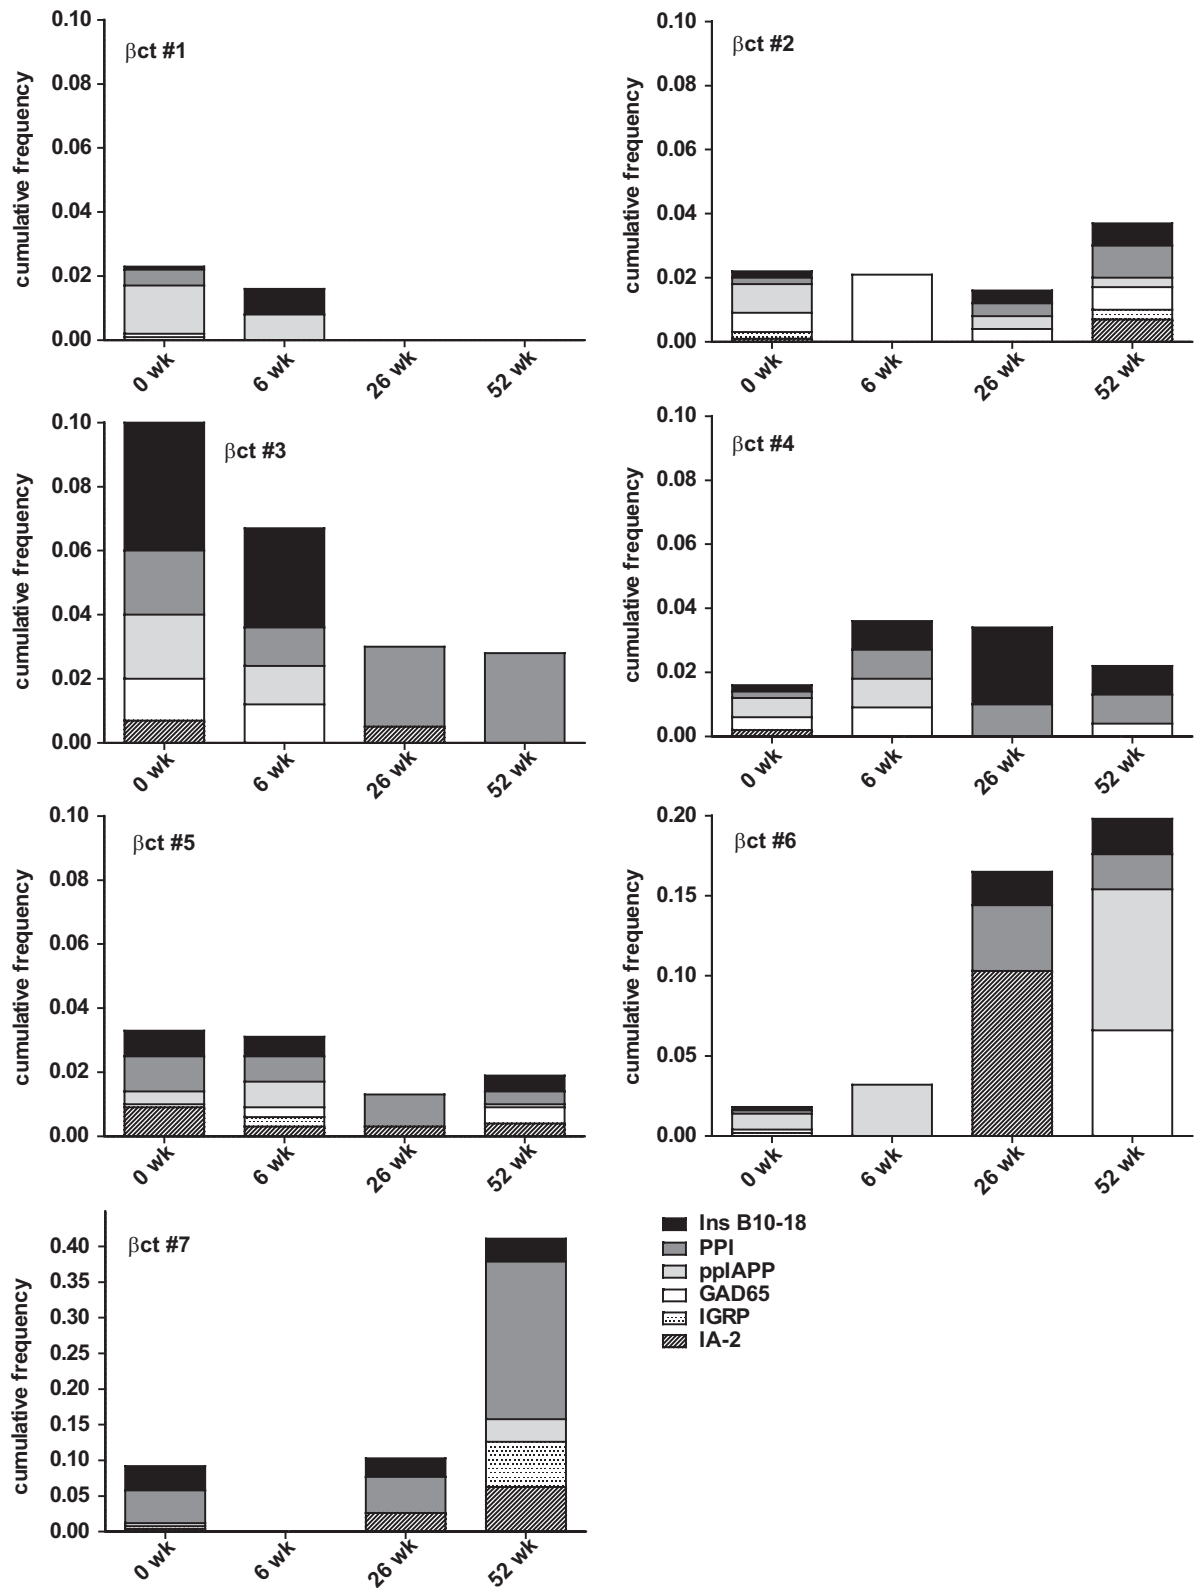 βct #1
cumulative frequency
0.10
0.08
0.06
0.04
0.02
0.00
0 wk
6 wk
26 wk
52 wk
βct #2
cumulative frequency
0.10
0.08
0.06
0.04
0.02
0.00
0 wk
6 wk
26 wk
52 wk
βct #3
cumulative frequency
0.10
0.08
0.06
0.04
0.02
0.00
0 wk
6 wk
26 wk
52 wk
βct #4
cumulative frequency
0.10
0.08
0.06
0.04
0.02
0.00
0 wk
6 wk
26 wk
52 wk
βct #5
cumulative frequency
0.10
0.08
0.06
0.04
0.02
0.00
0 wk
6 wk
26 wk
52 wk
βct #6
cumulative frequency
0.20
0.15
0.10
0.05
0.00
0 wk
6 wk
26 wk
52 wk
βct #7
cumulative frequency
0.40
0.35
0.30
0.25
0.20
0.15
0.10
0.05
0.00
0 wk
6 wk
26 wk
52 wk
Ins B10-18
PPI
ppIAPP
GAD65
IGRP
IA-2